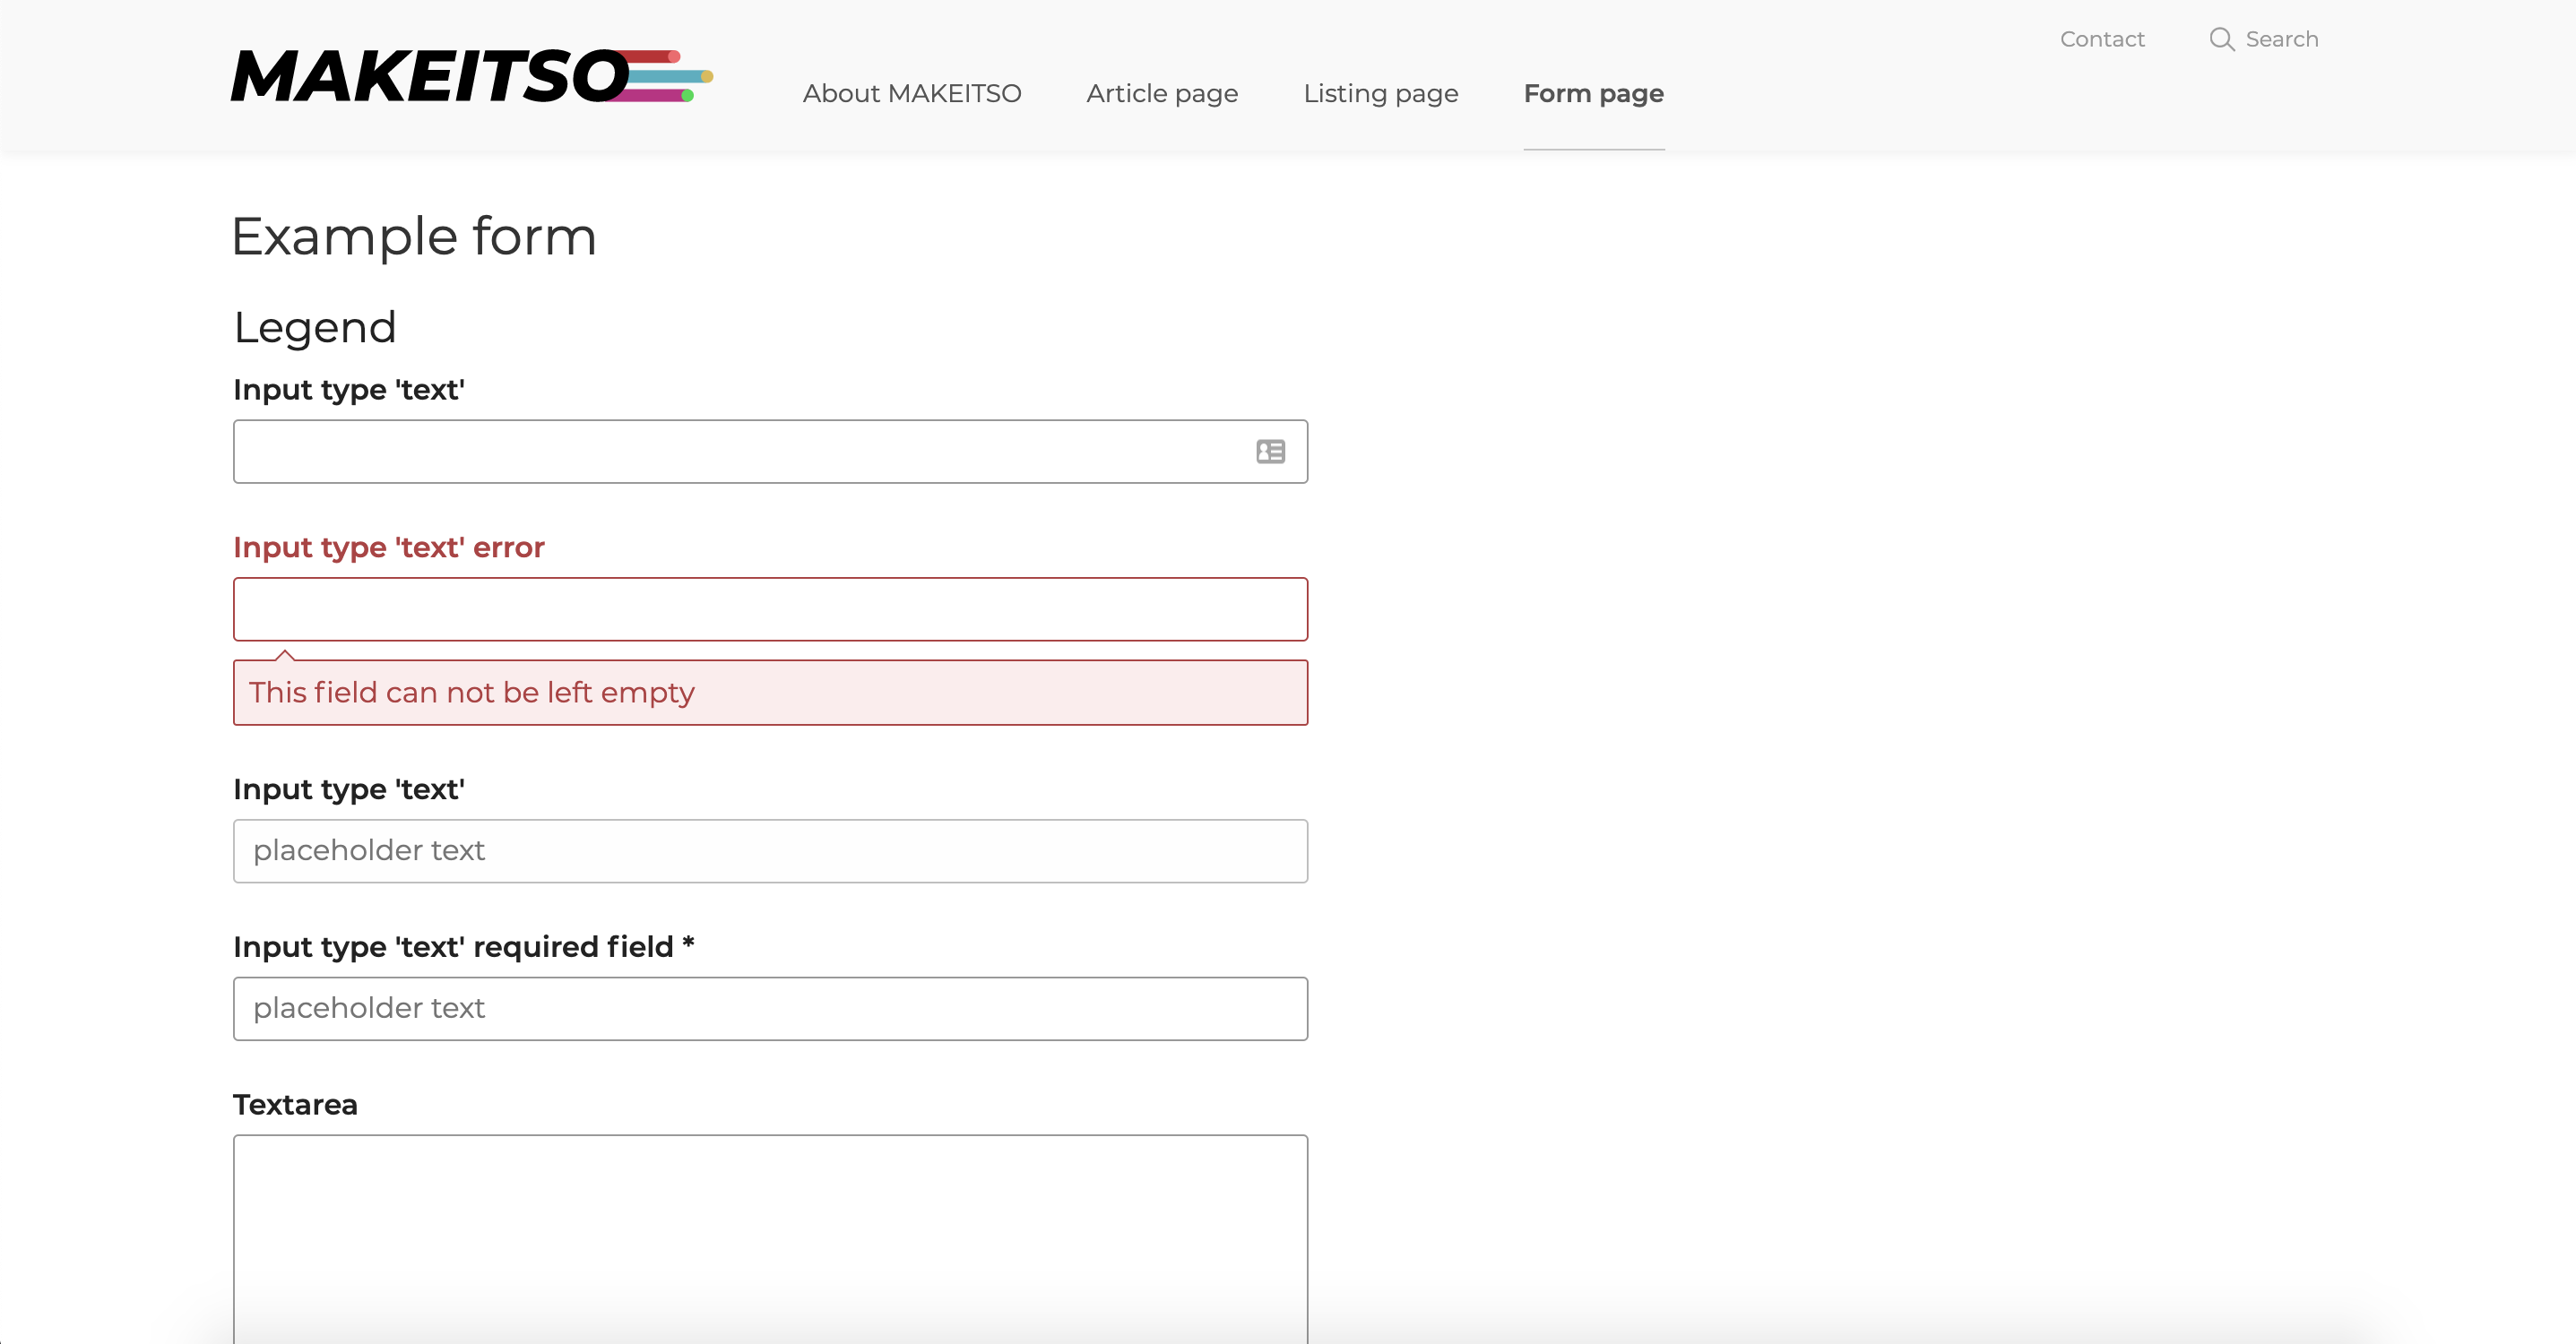 Contact
Search
MAKEITSO
About MAKEITSO
Article page
Listing page
Form page
Example form
Legend
Input type 'text'
Input type 'text' error
This field can not be left empty
Input type 'text'
placeholder text
Input type 'text' required field *
placeholder text
Textarea